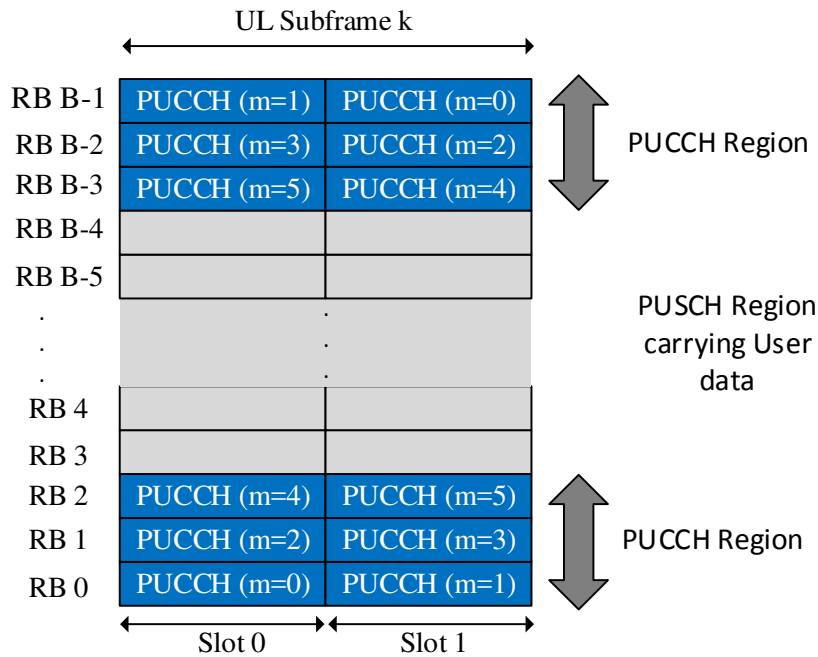 UL Subframe k
RB B-1 PUCCH (m=1) PUCCH (m=0)
RB B-2 PUCCH (m=3) PUCCH (m=2)
PUCCH Region
RB B-3 PUCCH (m=5) PUCCH (m=4)
RB B-4
RB B-5
. .
. .
. .
PUSCH Region
carrying User
data
RB 4
RB 3
RB 2 PUCCH (m=4) PUCCH (m=5)
RB 1 PUCCH (m=2) PUCCH (m=3)
PUCCH Region
RB 0 PUCCH (m=0) PUCCH (m=1)
Slot 0 Slot 1